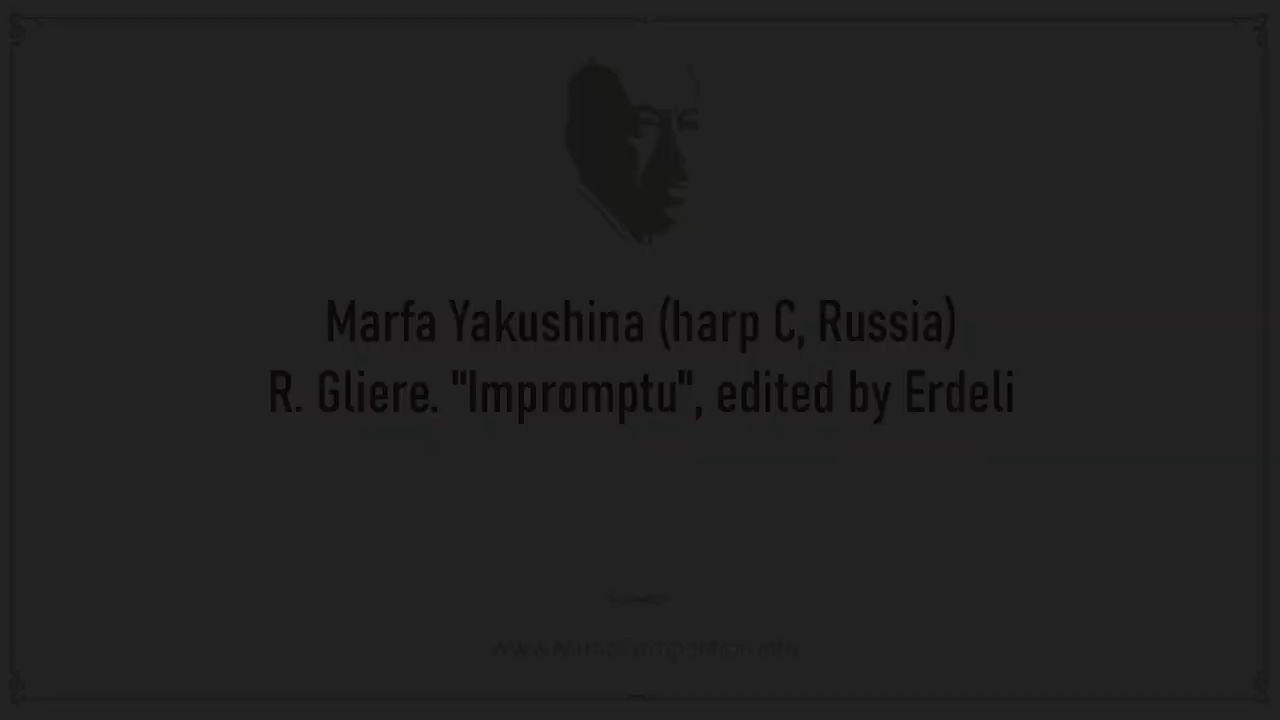 Marfa Yakushina (harp C, Russia)
R. Gliere. "Impromptu", edited by Erdeli